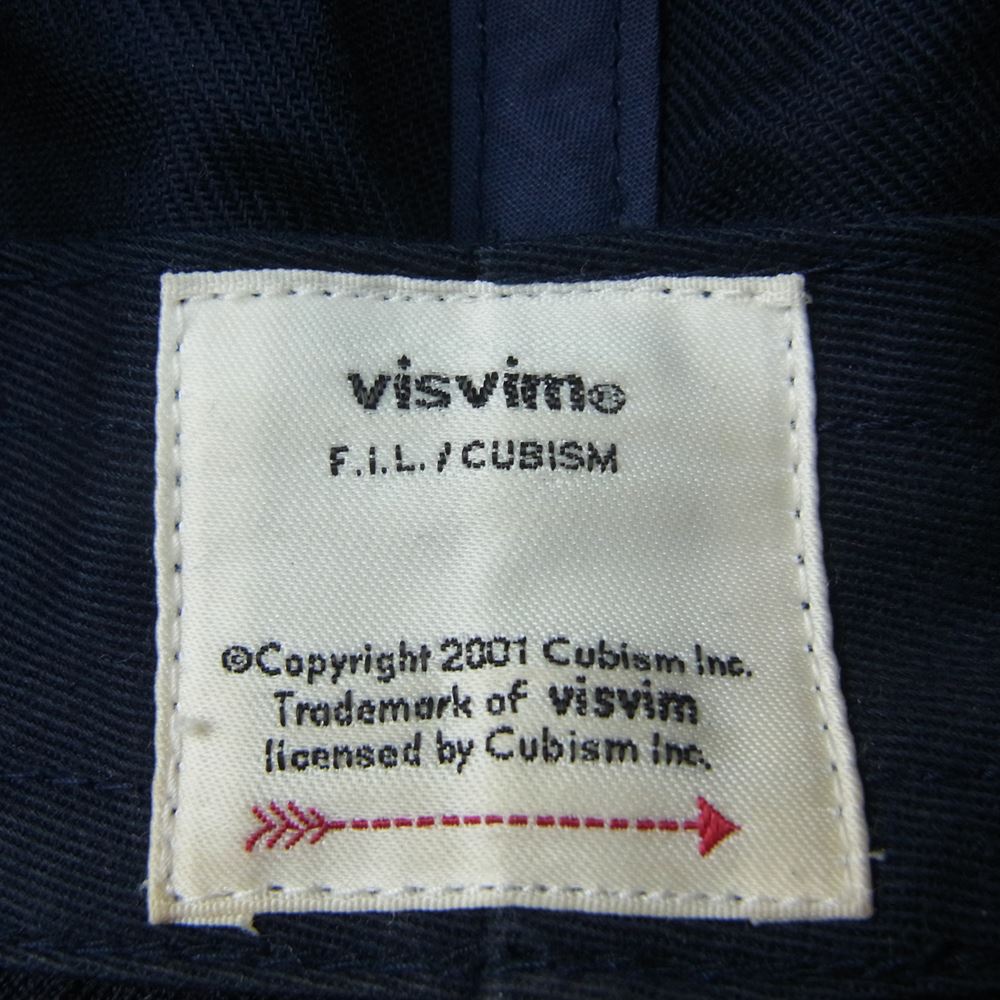 visvim®
F.I.L. / CUBISM
©Copyright 2001 Cubism Inc.
Trademark of visvim
licensed by Cubism Inc.